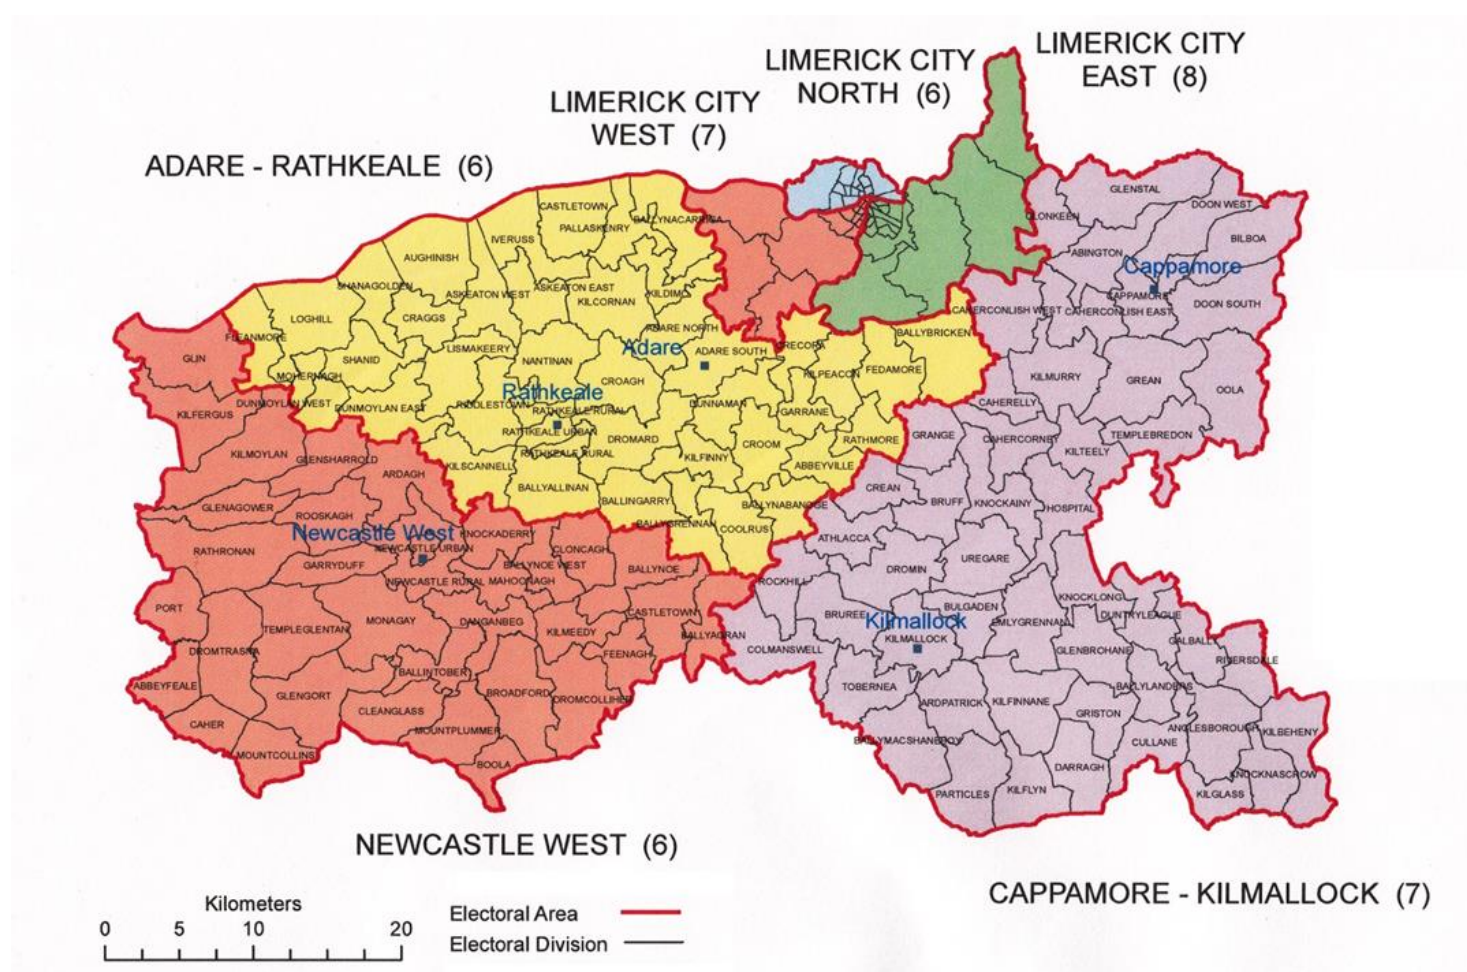 LIMERICK CITY
EAST (8)
LIMERICK CITY
NORTH (6)
LIMERICK CITY
WEST (7)
ADARE - RATHKEALE (6)
GLENSTAL
DOON WEST
CLONKEEN
BILBOA
ABINGTON
Cappamore
CAPPAMORE
CAHERCONLISH WEST
CAHERCONLISH EAST
DOON SOUTH
CASTLETOWN
PALLASKENRY
BALLYNACARRIGA
IVERUSS
AUGHINISH
SHANAGOLDEN
ASKEATON WEST
ASKEATON EAST
KILCORNAN
KILDIMO
LOGHILL
CRAGGS
ADARE NORTH
Adare
ADARE SOUTH
FLEANMORE
SHANID
LISMAKEERY
NANTINAN
MOHERNAGH
CROAGH
Rathkeale
DUNMOYLAN WEST
DUNMOYLAN EAST
RIDDLESTOWN
RATHKEALE RURAL
RATHKEALE URBAN
RATHKEALE RURAL
DROMARD
DUNNAMAN
GARRANE
CRECORA
KILPEACON
FEDAMORE
BALLYBRICKEN
CROOM
RATHMORE
KILFINNY
ABBEYVILLE
KILSCANNELL
BALLYALLINAN
BALLINGARRY
BALLYNABANOGE
BALLYGRENNAN
COOLRUS
GLIN
KILFERGUS
KILMOYLAN
GLENSHARROLD
ARDAGH
GLENAGOWER
ROOSKAGH
Newcastle West
NEWCASTLE URBAN
KNOCKADERRY
RATHRONAN
GARRYDUFF
NEWCASTLE RURAL
MAHOONAGH
BALLYNOE WEST
CLONCAGH
BALLYNOE
PORT
TEMPLEGLENTAN
MONAGAY
DANGANBEG
KILMEEDY
CASTLETOWN
BALLYAGRAN
FEENAGH
DROMTRASNA
BALLINTOBER
ABBEYFEALE
GLENGORT
CLEANGLASS
BROADFORD
DROMCOLLIHER
CAHER
MOUNTPLUMMER
MOUNTCOLLINS
BOOLA
KILMURRY
GREAN
OOLA
CAHERELLY
GRANGE
CAHERCORNEY
KILTEELY
TEMPLEBREDON
CREAN
BRUFF
KNOCKAINY
HOSPITAL
ATHLACCA
DROMIN
UREGARE
ROCKHILL
BRUREE
Kilmallock
KILMALLOCK
BULGADEN
EMLYGRENNAN
KNOCKLONG
DUNTRYLEAGUE
GALBALLY
COLMANSWELL
GLENBROHANE
RIVERSDALE
TOBERNEA
ARDPATRICK
KILFINNANE
BALLYLANDERS
GRISTON
ANGLESBOROUGH
KILBEHENY
BALLYMACSHANEBOY
CULLANE
DARRAGH
KNOCKNASCROW
PARTICLES
KILFLYN
KILGLASS
NEWCASTLE WEST (6)
CAPPAMORE - KILMALLOCK (7)
Kilometers
0 5 10 20
Electoral Area
Electoral Division